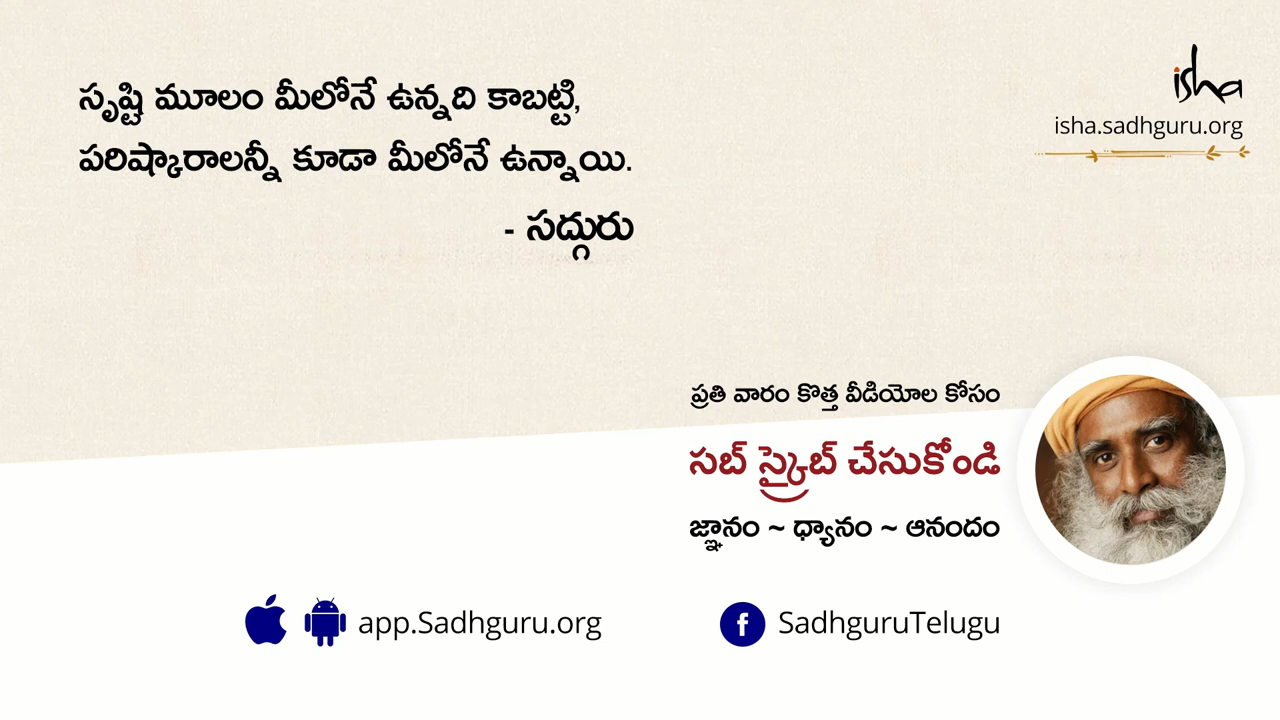 సృష్టి మూలం మీలోనే ఉన్నది కాబట్టి,
పరిష్కారాలన్నీ కూడా మీలోనే ఉన్నాయి.
- సద్గురు
isha
isha.sadhguru.org
ప్రతి వారం కొత్త వీడియోల కోసం
సబ్ స్క్రైబ్ చేసుకోండి
జ్ఞానం ~ ధ్యానం ~ ఆనందం
app.Sadhguru.org
SadhguruTelugu